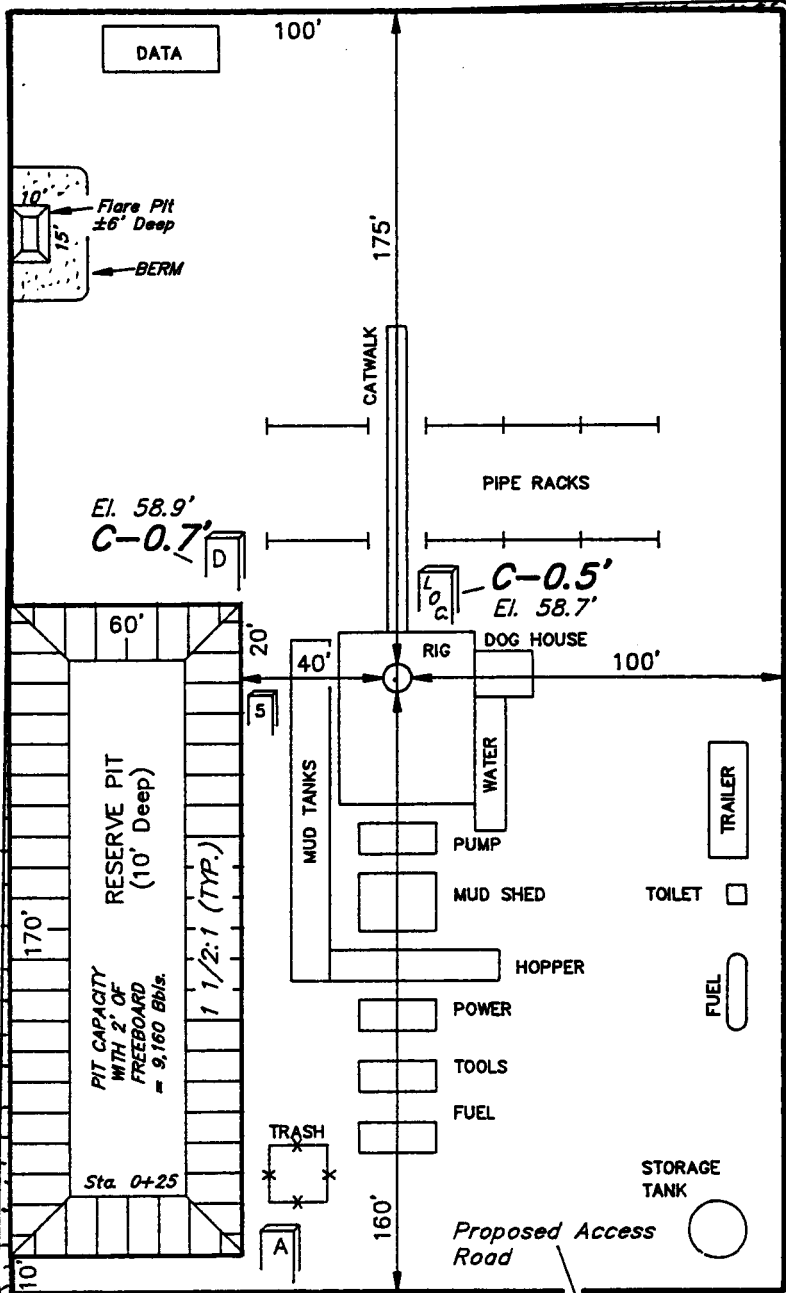 100'
DATA
10'
Flare Pit
±6' Deep
15'
BERM
175'
CATWALK
PIPE RACKS
El. 58.9'
C-0.7'
D
L
O
C.
C-0.5'
El. 58.7'
60'
20'
40'
RIG
DOG HOUSE
100'
5
MUD TANKS
WATER
RESERVE PIT
(10' Deep)
TRAILER
PUMP
MUD SHED
TOILET
1 1/2:1 (TYP.)
170'
HOPPER
PIT CAPACITY
WITH 2' OF
FREEBOARD
= 9,160 Bbls.
POWER
FUEL
TOOLS
FUEL
TRASH
Sta. 0+25
STORAGE
TANK
160'
A
Proposed Access
Road
10'